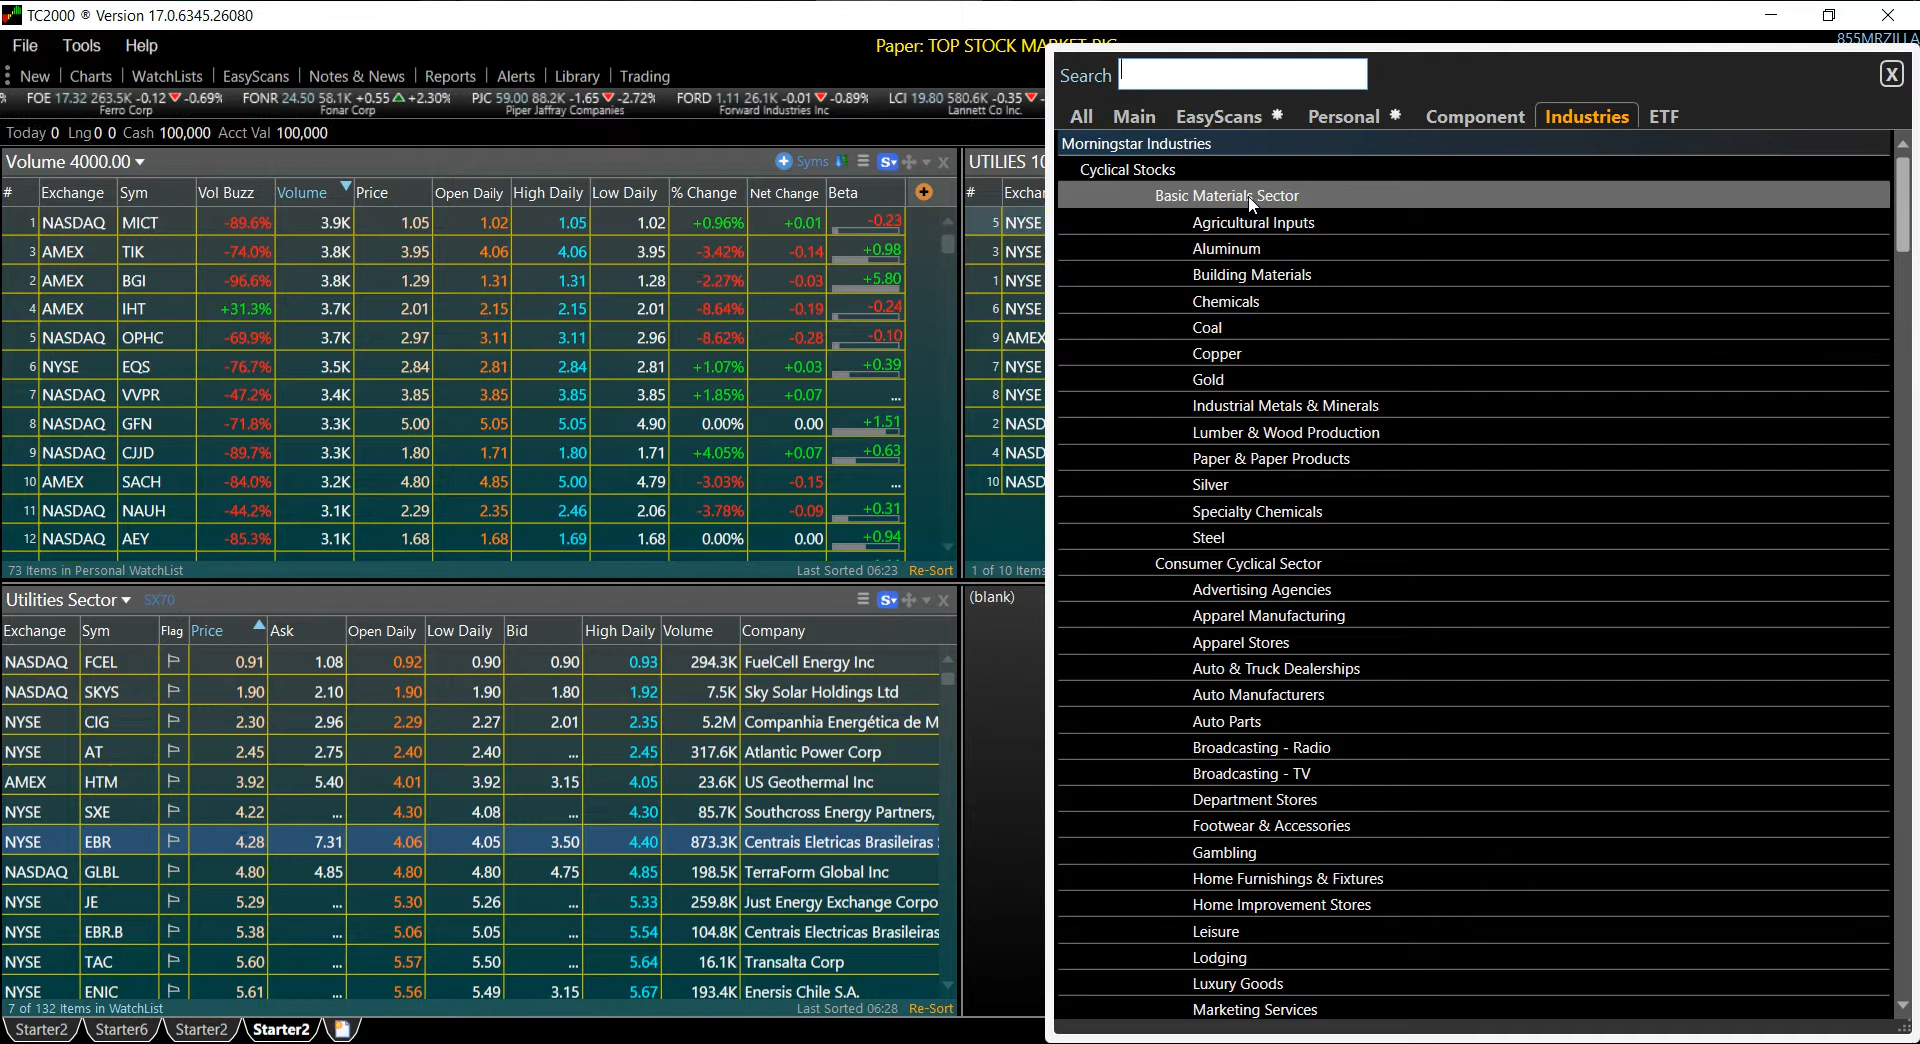 TC2000 ® Version 17.0.6345.26080
File Tools Help
Paper: TOP STOCK MARKET PIC
855MRZILLA
New | Charts | WatchLists | EasyScans | Notes & News | Reports | Alerts | Library | Trading
% FOE 17.32 263.5K -0.12 -0.69% FONR 24.50 58.1K +0.55 +2.30% PJC 59.00 88.2K -1.65 -2.72% FORD 1.11 26.1K -0.01 -0.89% LCI 19.80 580.6K -0.35
Ferro Corp Fonar Corp Piper Jaffray Companies Forward Industries Inc Lannett Co Inc.
Today 0 Lng0 0 Cash 100,000 Acct Val 100,000
Volume 4000.00 Syms S
# Exchange Sym Vol Buzz Volume Price Open Daily High Daily Low Daily % Change Net Change Beta
1 NASDAQ MICT -89.6% 3.9K 1.05 1.02 1.05 1.02 +0.96% +0.01 -0.23
3 AMEX TIK -74.0% 3.8K 3.95 4.06 4.06 3.95 -3.42% -0.14 +0.98
2 AMEX BGI -96.6% 3.8K 1.29 1.31 1.31 1.28 -2.27% -0.03 +5.80
4 AMEX IHT +31.3% 3.7K 2.01 2.15 2.15 2.01 -8.64% -0.19 -0.24
5 NASDAQ OPHC -69.9% 3.7K 2.97 3.11 3.11 2.96 -8.62% -0.28 -0.10
6 NYSE EQS -76.7% 3.5K 2.84 2.81 2.84 2.81 +1.07% +0.03 +0.39
7 NASDAQ VVPR -47.2% 3.4K 3.85 3.85 3.85 3.85 +1.85% +0.07 ...
8 NASDAQ GFN -71.8% 3.3K 5.00 5.05 5.05 4.90 0.00% 0.00 +1.51
9 NASDAQ CJJD -89.7% 3.3K 1.80 1.71 1.80 1.71 +4.05% +0.07 +0.63
10 AMEX SACH -84.0% 3.2K 4.80 4.85 5.00 4.79 -3.03% -0.15 ...
11 NASDAQ NAUH -44.2% 3.1K 2.29 2.35 2.46 2.06 -3.78% -0.09 +0.31
12 NASDAQ AEY -85.3% 3.1K 1.68 1.68 1.69 1.68 0.00% 0.00 +0.94
73 Items in Personal WatchList Last Sorted 06:23 Re-Sort
UTILIES 10
# Exchar
5 NYSE
3 NYSE
1 NYSE
6 NYSE
9 AMEX
7 NYSE
8 NYSE
2 NASD
4 NASD
10 NASD
1 of 10 Items
Utilities Sector SX70 S
Exchange Sym Flag Price Ask Open Daily Low Daily Bid High Daily Volume Company
NASDAQ FCEL 0.91 1.08 0.92 0.90 0.90 0.93 294.3K FuelCell Energy Inc
NASDAQ SKYS 1.90 2.10 1.90 1.90 1.80 1.92 7.5K Sky Solar Holdings Ltd
NYSE CIG 2.30 2.96 2.29 2.27 2.01 2.35 5.2M Companhia Energética de M
NYSE AT 2.45 2.75 2.40 2.40 ... 2.45 317.6K Atlantic Power Corp
AMEX HTM 3.92 5.40 4.01 3.92 3.15 4.05 23.6K US Geothermal Inc
NYSE SXE 4.22 ... 4.30 4.08 ... 4.30 85.7K Southcross Energy Partners,
NYSE EBR 4.28 7.31 4.06 4.05 3.50 4.40 873.3K Centrais Eletricas Brasileiras
NASDAQ GLBL 4.80 4.85 4.80 4.80 4.75 4.85 198.5K TerraForm Global Inc
NYSE JE 5.29 ... 5.30 5.26 ... 5.33 259.8K Just Energy Exchange Corpo
NYSE EBR.B 5.38 ... 5.06 5.05 ... 5.54 104.8K Centrais Electricas Brasileiras
NYSE TAC 5.60 ... 5.57 5.50 ... 5.64 16.1K Transalta Corp
NYSE ENIC 5.61 ... 5.56 5.49 3.15 5.67 193.4K Enersis Chile S.A.
7 of 132 Items in WatchList Last Sorted 06:28 Re-Sort
(blank)
Starter2 Starter6 Starter2 Starter2
Search X
All Main EasyScans * Personal * Component Industries ETF
Morningstar Industries
Cyclical Stocks
Basic Materials Sector
Agricultural Inputs
Aluminum
Building Materials
Chemicals
Coal
Copper
Gold
Industrial Metals & Minerals
Lumber & Wood Production
Paper & Paper Products
Silver
Specialty Chemicals
Steel
Consumer Cyclical Sector
Advertising Agencies
Apparel Manufacturing
Apparel Stores
Auto & Truck Dealerships
Auto Manufacturers
Auto Parts
Broadcasting - Radio
Broadcasting - TV
Department Stores
Footwear & Accessories
Gambling
Home Furnishings & Fixtures
Home Improvement Stores
Leisure
Lodging
Luxury Goods
Marketing Services